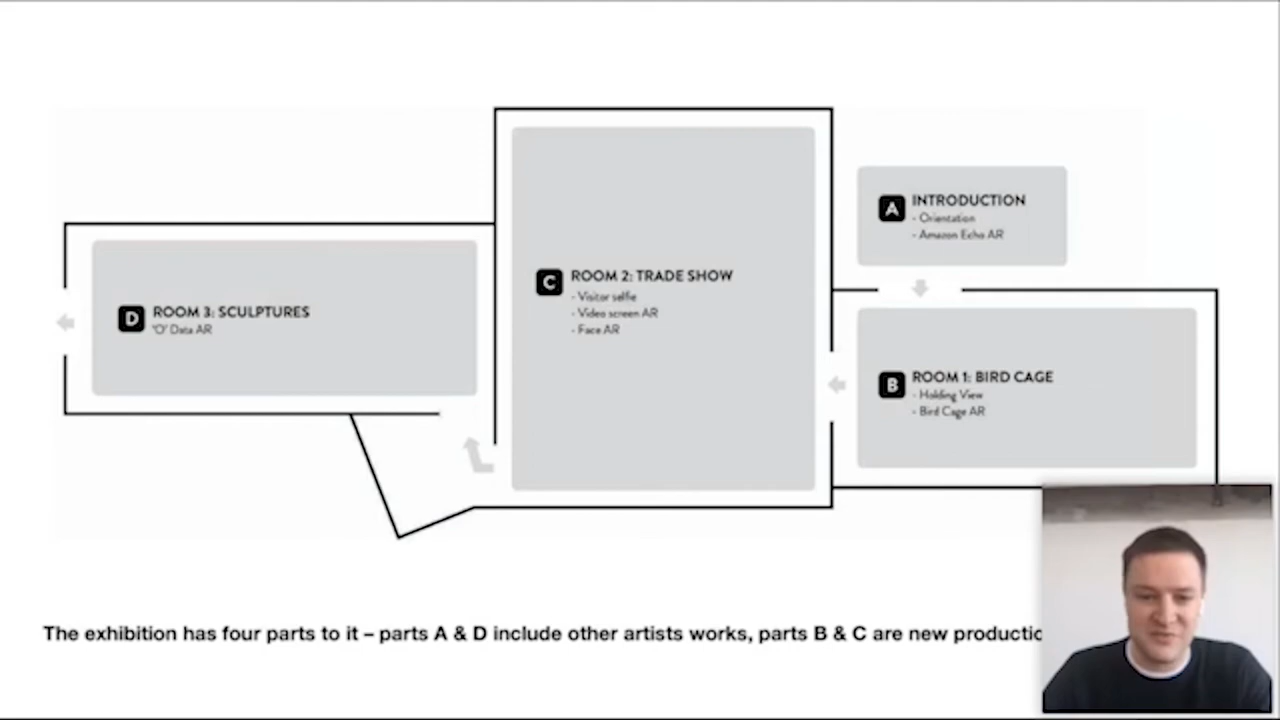 A
INTRODUCTION
- Orientation
- Amazon Echo AR
C
ROOM 2: TRADE SHOW
- Visitor selfie
- Video screen AR
- Face AR
D
ROOM 3: SCULPTURES
'O' Data AR
B
ROOM 1: BIRD CAGE
- Holding View
- Bird Cage AR
The exhibition has four parts to it – parts A & D include other artists works, parts B & C are new productio